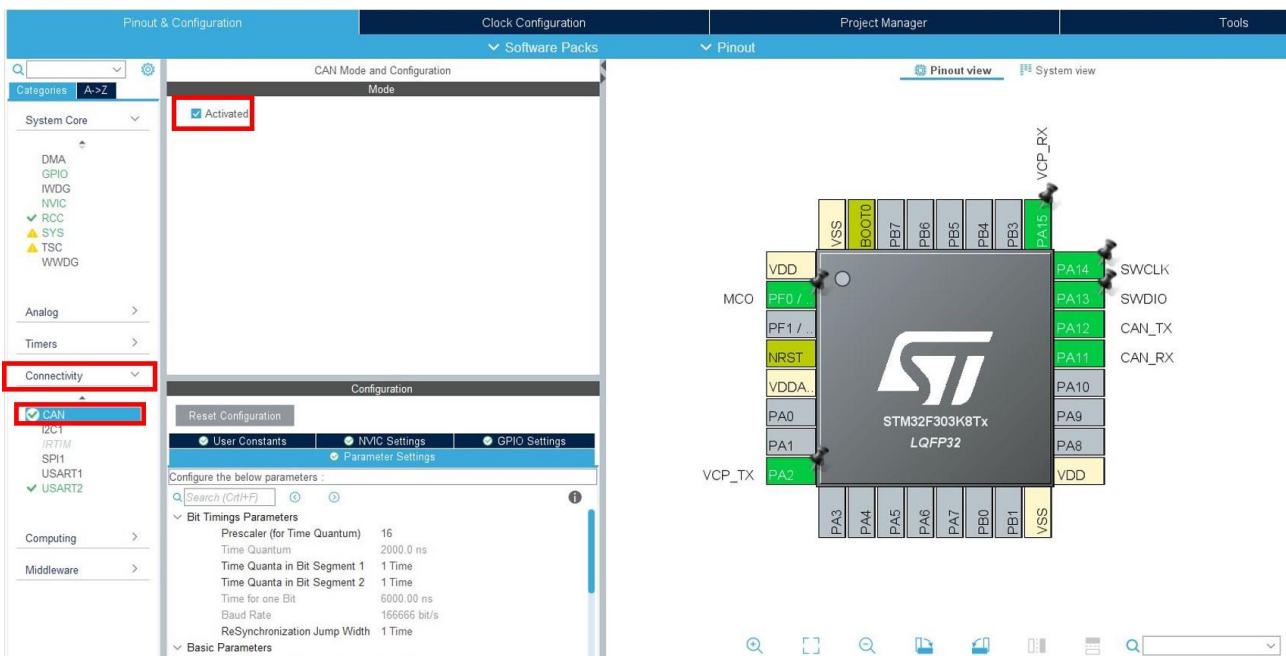 Pinout & Configuration
Clock Configuration
Project Manager
Tools
Software Packs
Pinout
Categories
A->Z
System Core
DMA
GPIO
IWDG
NVIC
RCC
SYS
TSC
WWDG
Analog
Timers
Connectivity
CAN
I2C1
IRTIM
SPI1
USART1
USART2
Computing
Middleware
CAN Mode and Configuration
Mode
Activated
Configuration
Reset Configuration
User Constants
NVIC Settings
GPIO Settings
Parameter Settings
Configure the below parameters :
Search (Crtl+F)
Bit Timings Parameters
Prescaler (for Time Quantum) 16
Time Quantum 2000.0 ns
Time Quanta in Bit Segment 1 1 Time
Time Quanta in Bit Segment 2 1 Time
Time for one Bit 6000.00 ns
Baud Rate 166666 bit/s
ReSynchronization Jump Width 1 Time
Basic Parameters
Pinout view
System view
VCP_RX
VSS
BOOT0
PB7
PB6
PB5
PB4
PB3
PA15
VDD
MCO PF0 / ..
PF1 / ..
NRST
VDDA..
PA0
PA1
VCP_TX PA2
PA14 SWCLK
PA13 SWDIO
PA12 CAN_TX
PA11 CAN_RX
PA10
PA9
PA8
VDD
ST
STM32F303K8Tx
LQFP32
PA3
PA4
PA5
PA6
PA7
PB0
PB1
VSS